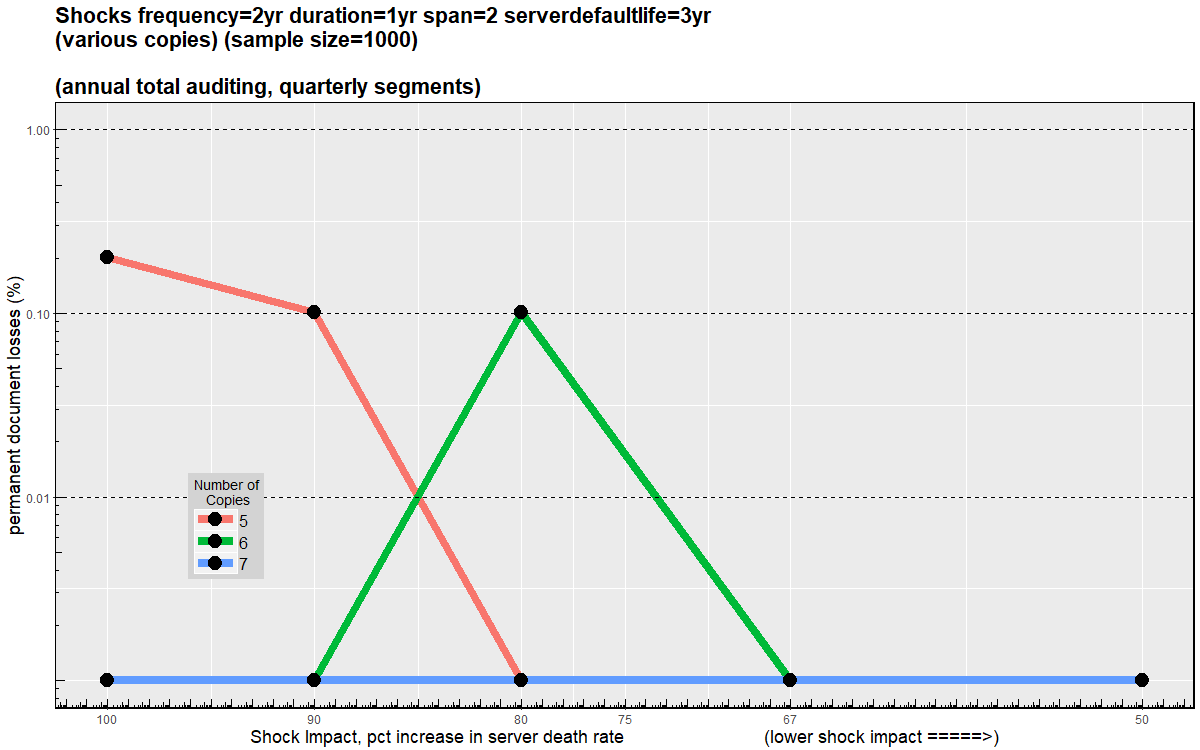 Shocks frequency=2yr duration=1yr span=2 serverdefaultlife=3yr
(various copies) (sample size=1000)
(annual total auditing, quarterly segments)
permanent document losses (%)
1.00
0.10
0.01
Number of
Copies
5
6
7
100 90 80 75 67 50
Shock Impact, pct increase in server death rate (lower shock impact =====>)